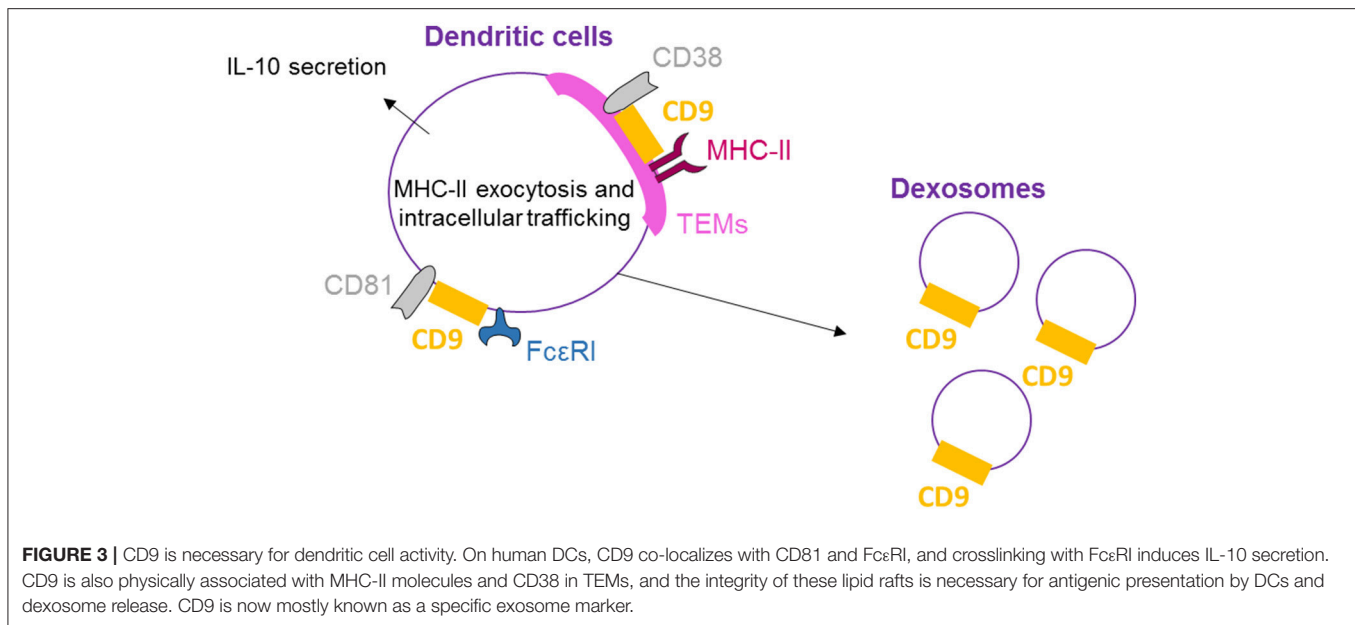 Dendritic cells
IL-10 secretion
CD38
CD9
MHC-II
MHC-II exocytosis and
intracellular trafficking
TEMs
CD81
CD9
FcεRI
Dexosomes
CD9
CD9
CD9
FIGURE 3 | CD9 is necessary for dendritic cell activity. On human DCs, CD9 co-localizes with CD81 and FcεRI, and crosslinking with FcεRI induces IL-10 secretion.
CD9 is also physically associated with MHC-II molecules and CD38 in TEMs, and the integrity of these lipid rafts is necessary for antigenic presentation by DCs and
dexosome release. CD9 is now mostly known as a specific exosome marker.